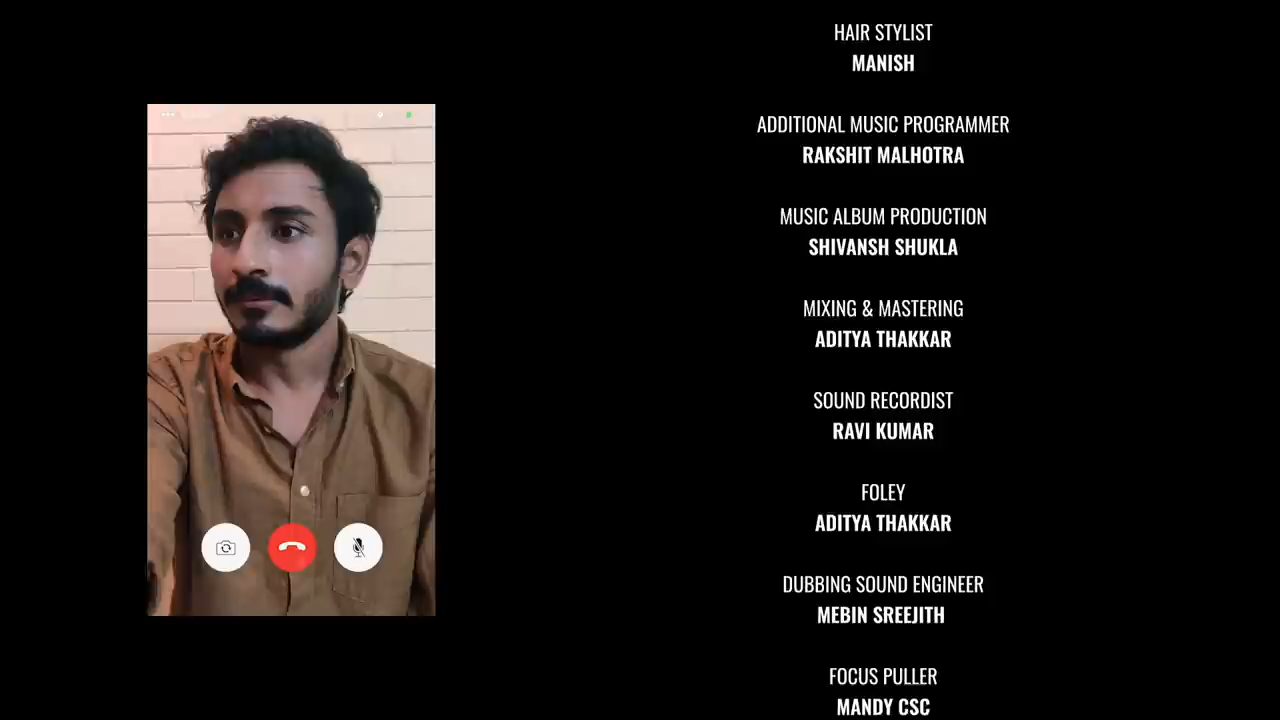 HAIR STYLIST
MANISH
ADDITIONAL MUSIC PROGRAMMER
RAKSHIT MALHOTRA
MUSIC ALBUM PRODUCTION
SHIVANSH SHUKLA
MIXING & MASTERING
ADITYA THAKKAR
SOUND RECORDIST
RAVI KUMAR
FOLEY
ADITYA THAKKAR
DUBBING SOUND ENGINEER
MEBIN SREEJITH
FOCUS PULLER
MANDY CSC